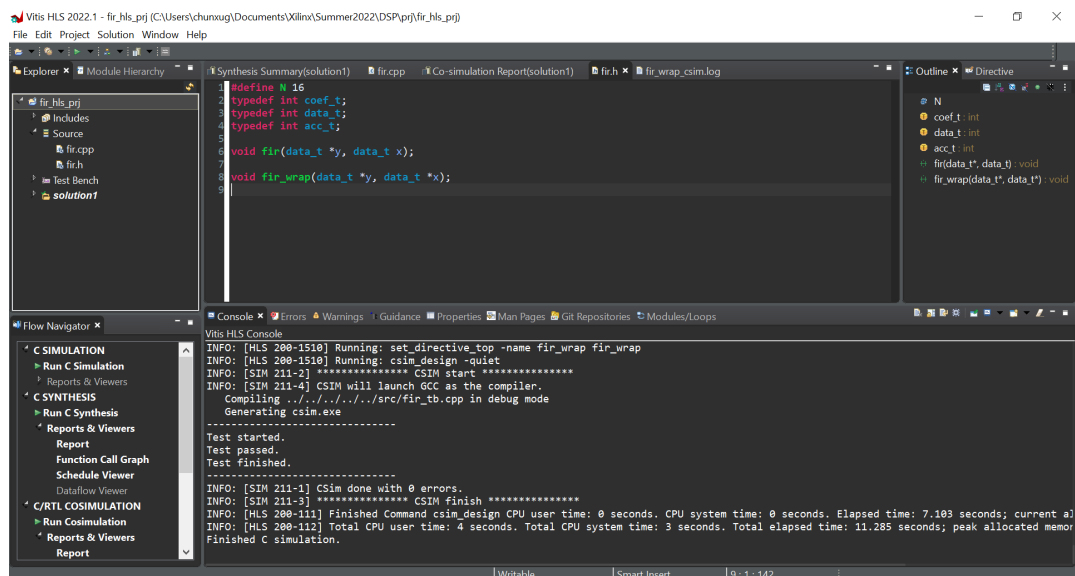 Vitis HLS 2022.1 - fir_hls_prj (C:\Users\chunxug\Documents\Xilinx\Summer2022\DSP\prj\fir_hls_prj)
File Edit Project Solution Window Help
Explorer Module Hierarchy
fir_hls_prj
Includes
Source
fir.cpp
fir.h
Test Bench
solution1
Synthesis Summary(solution1) fir.cpp Co-simulation Report(solution1) fir.h fir_wrap_csim.log
1 #define N 16
2 typedef int coef_t;
3 typedef int data_t;
4 typedef int acc_t;
5
6 void fir(data_t *y, data_t x);
7
8 void fir_wrap(data_t *y, data_t *x);
9
Outline Directive
N
coef_t : int
data_t : int
acc_t : int
fir(data_t*, data_t) : void
fir_wrap(data_t*, data_t*) : void
Flow Navigator
C SIMULATION
Run C Simulation
Reports & Viewers
C SYNTHESIS
Run C Synthesis
Reports & Viewers
Report
Function Call Graph
Schedule Viewer
Dataflow Viewer
C/RTL COSIMULATION
Run Cosimulation
Reports & Viewers
Report
Console Errors Warnings Guidance Properties Man Pages Git Repositories Modules/Loops
Vitis HLS Console
INFO: [HLS 200-1510] Running: set_directive_top -name fir_wrap fir_wrap
INFO: [HLS 200-1510] Running: csim_design -quiet
INFO: [SIM 211-2] *************** CSIM start ***************
INFO: [SIM 211-4] CSIM will launch GCC as the compiler.
Compiling ../../../../../src/fir_tb.cpp in debug mode
Generating csim.exe
------------------------------
Test started.
Test passed.
Test finished.
------------------------------
INFO: [SIM 211-1] CSim done with 0 errors.
INFO: [SIM 211-3] *************** CSIM finish ***************
INFO: [HLS 200-111] Finished Command csim_design CPU user time: 0 seconds. CPU system time: 0 seconds. Elapsed time: 7.103 seconds; current al
INFO: [HLS 200-112] Total CPU user time: 4 seconds. Total CPU system time: 3 seconds. Total elapsed time: 11.285 seconds; peak allocated memor
Finished C simulation.
Writable Smart Insert 9 : 1 : 142